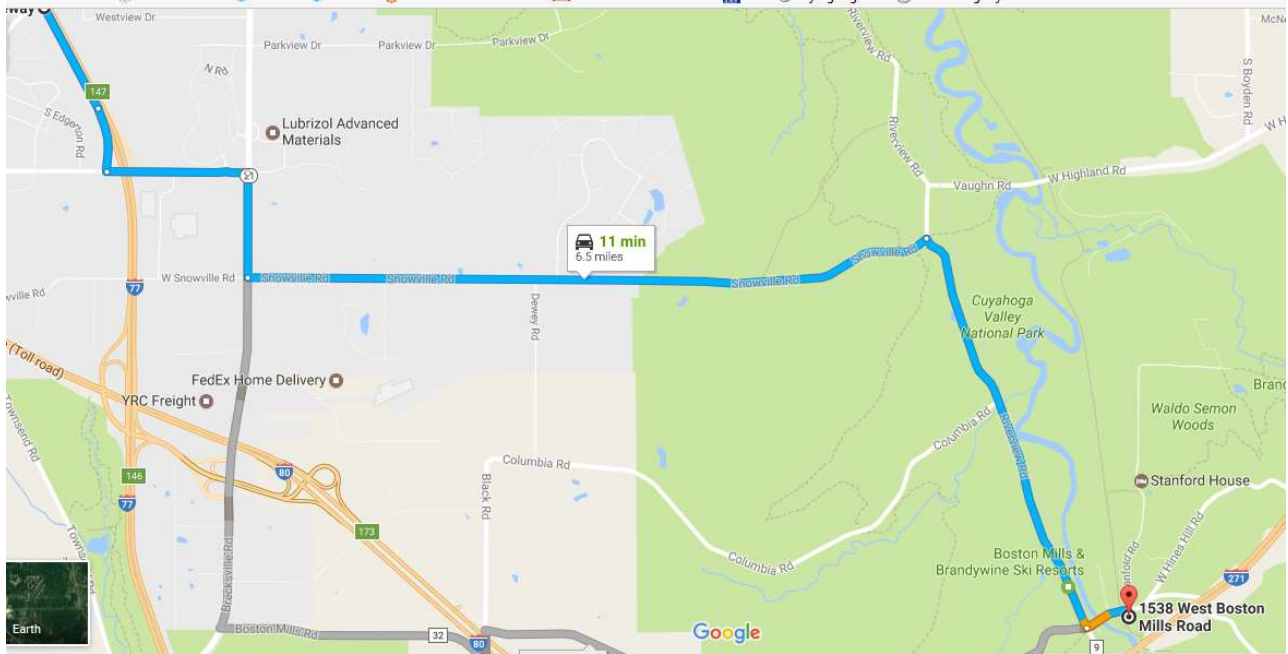 Westview Dr
Parkview Dr
Parkview Dr
N Rd
147
S Edgerton Rd
Lubrizol Advanced
Materials
21
Riverview Rd
Riverview Rd
S Boyden Rd
Vaughn Rd
W Highland Rd
11 min
6.5 miles
W Snowville Rd
Snowville Rd
Snowville Rd
Snowville Rd
Snowville Rd
77
Dewey Rd
Cuyahoga
Valley
National Park
(Toll road)
FedEx Home Delivery
YRC Freight
Townsend Rd
146
77
80
173
Black Rd
Columbia Rd
Columbia Rd
Columbia Rd
Riverview Rd
Waldo Semon
Woods
Stanford House
W Hines Hill Rd
271
Boston Mills &
Brandywine Ski Resorts
1538 West Boston
Mills Road
Brecksville Rd
Boston Mills Rd
32
80
9
Earth
Google